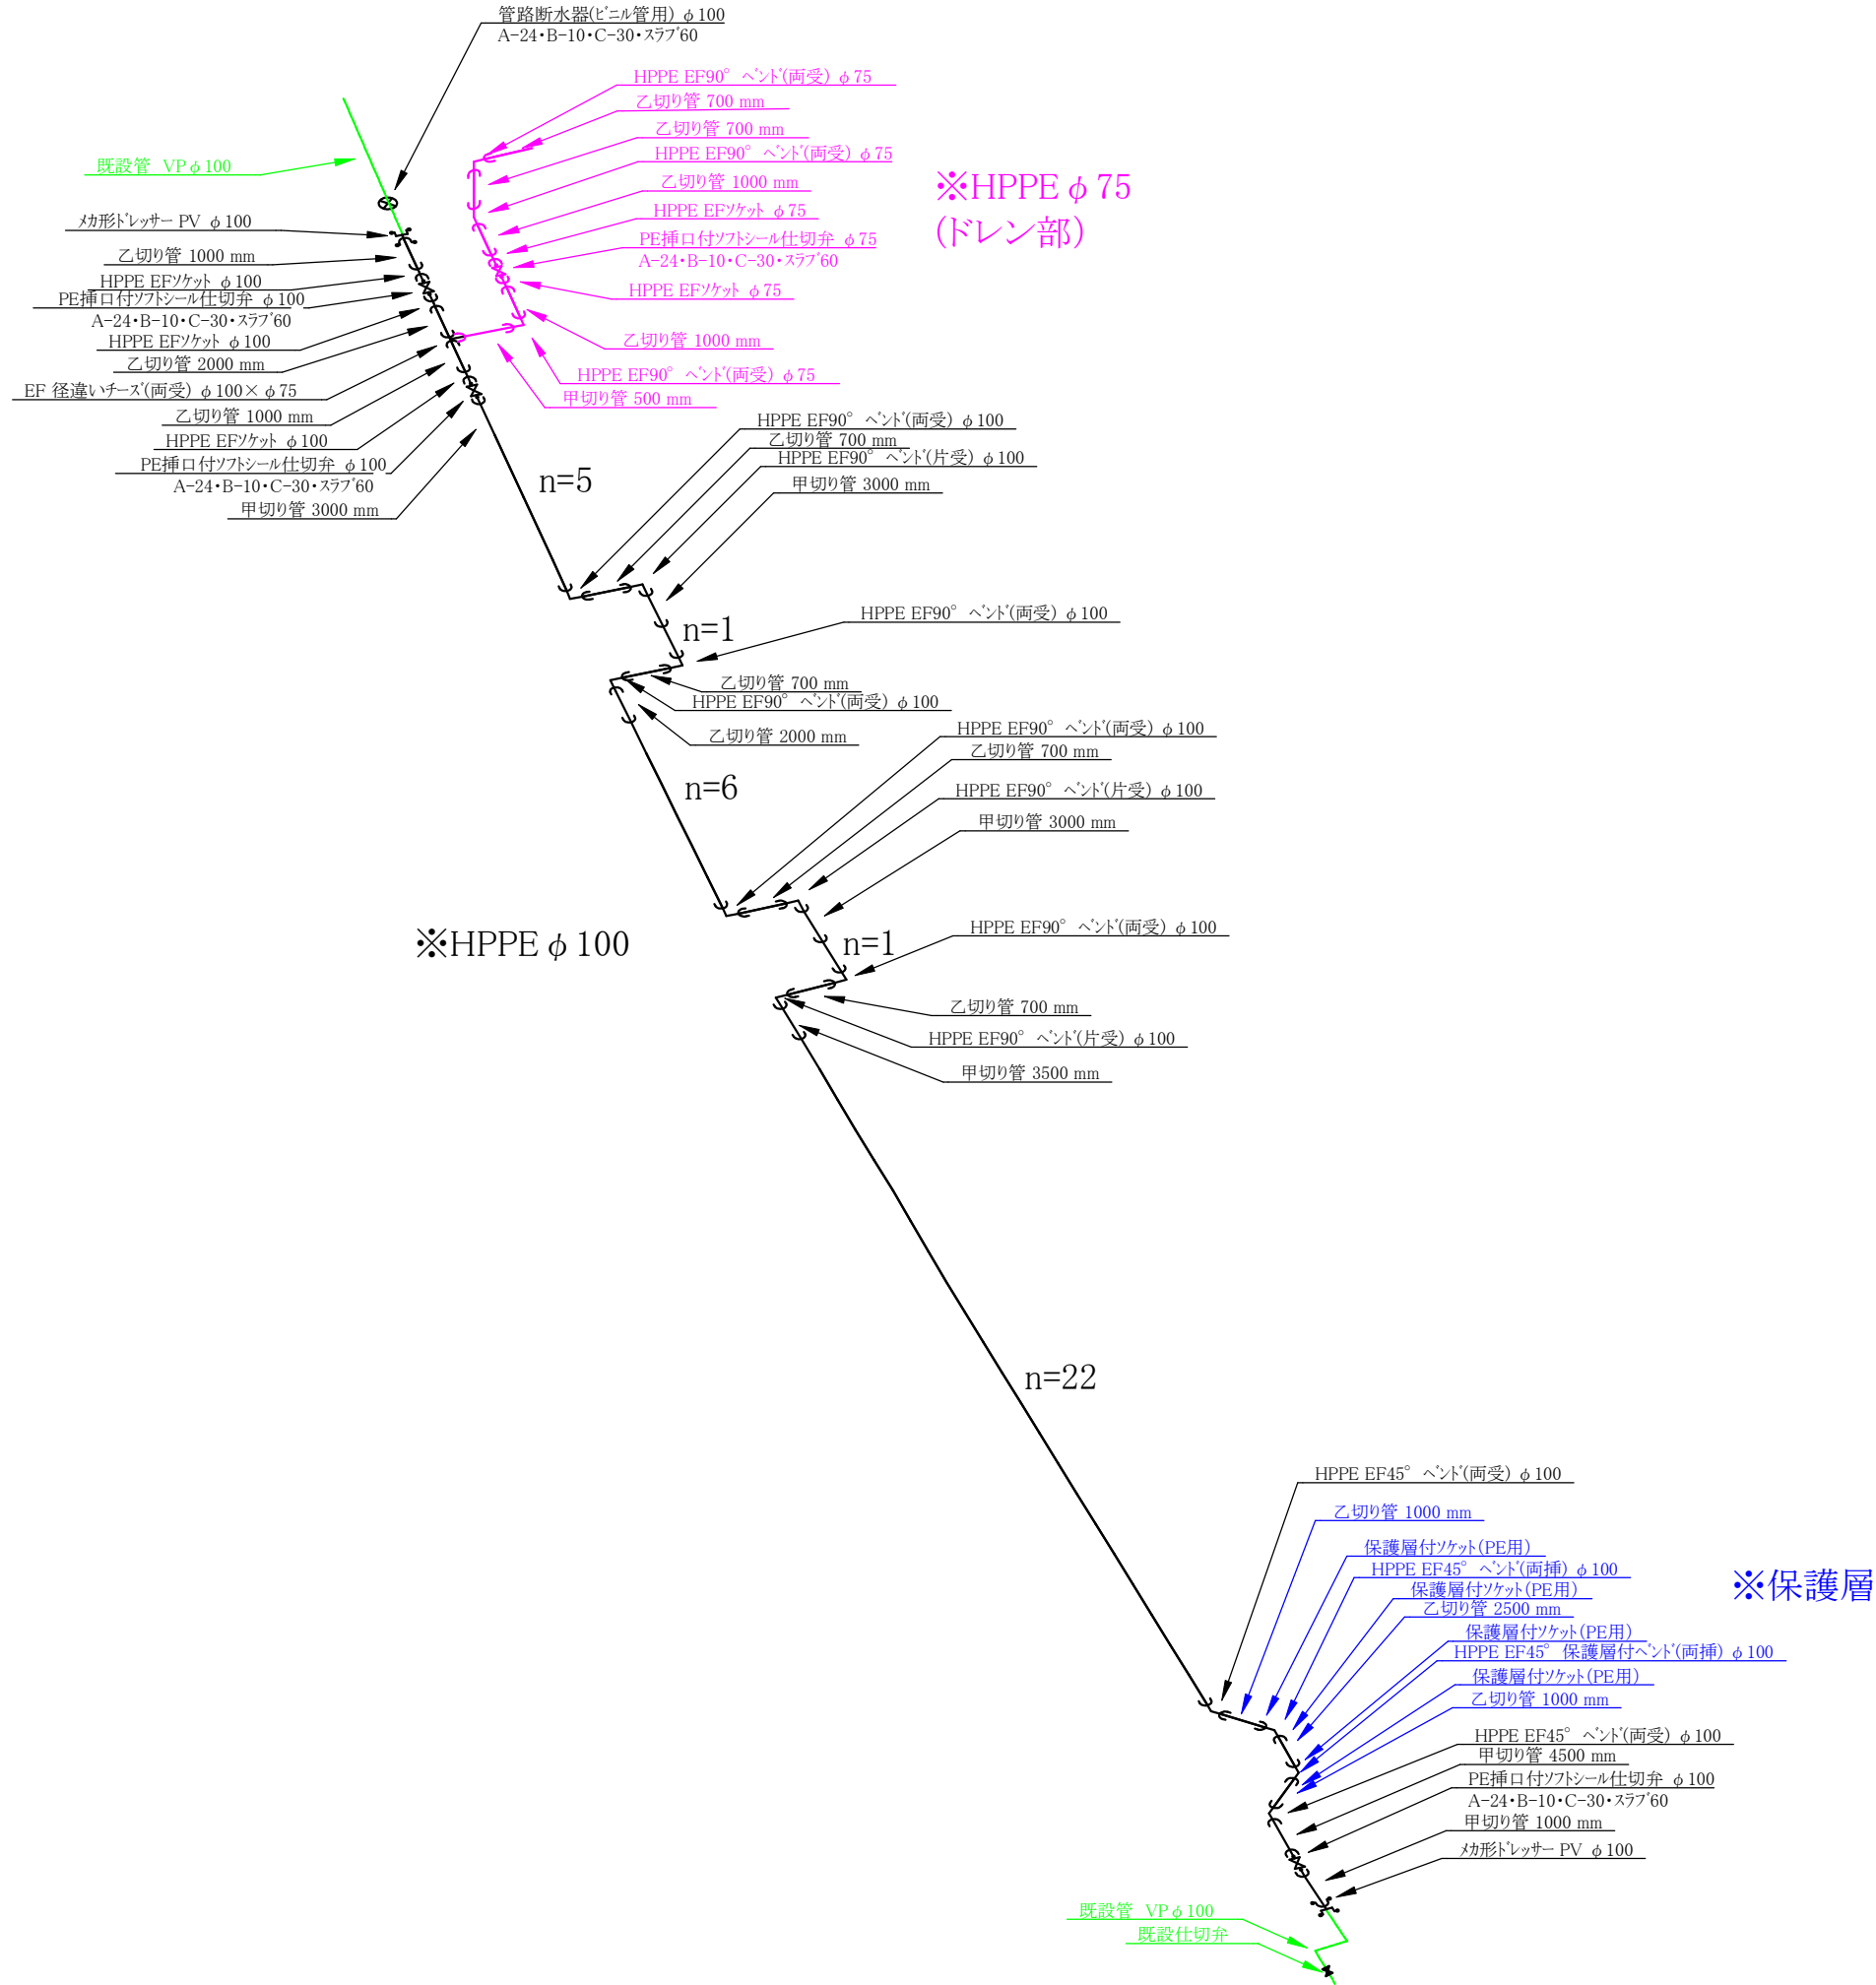 管路断水器(ﾋﾞﾆﾙ管用) φ100
A-24・B-10・C-30・ｽﾗﾌﾞ60
HPPE EF90° ﾍﾞﾝﾄﾞ(両受) φ75
乙切り管 700 mm
乙切り管 700 mm
HPPE EF90° ﾍﾞﾝﾄﾞ(両受) φ75
乙切り管 1000 mm
HPPE EFｿｹｯﾄ φ75
PE挿口付ｿﾌﾄｼｰﾙ仕切弁 φ75
A-24・B-10・C-30・ｽﾗﾌﾞ60
HPPE EFｿｹｯﾄ φ75
乙切り管 1000 mm
HPPE EF90° ﾍﾞﾝﾄﾞ(両受) φ75
甲切り管 500 mm
※HPPEφ75
(ドレン部)
既設管 VPφ100
ﾒｶ形ﾄﾞﾚｯｻｰ PV φ100
乙切り管 1000 mm
HPPE EFｿｹｯﾄ φ100
PE挿口付ｿﾌﾄｼｰﾙ仕切弁 φ100
A-24・B-10・C-30・ｽﾗﾌﾞ60
HPPE EFｿｹｯﾄ φ100
乙切り管 2000 mm
EF 径違いﾁｰｽﾞ(両受) φ100×φ75
乙切り管 1000 mm
HPPE EFｿｹｯﾄ φ100
PE挿口付ｿﾌﾄｼｰﾙ仕切弁 φ100
A-24・B-10・C-30・ｽﾗﾌﾞ60
甲切り管 3000 mm
n=5
HPPE EF90° ﾍﾞﾝﾄﾞ(両受) φ100
乙切り管 700 mm
HPPE EF90° ﾍﾞﾝﾄﾞ(片受) φ100
甲切り管 3000 mm
n=1
HPPE EF90° ﾍﾞﾝﾄﾞ(両受) φ100
乙切り管 700 mm
HPPE EF90° ﾍﾞﾝﾄﾞ(両受) φ100
乙切り管 2000 mm
n=6
HPPE EF90° ﾍﾞﾝﾄﾞ(両受) φ100
乙切り管 700 mm
HPPE EF90° ﾍﾞﾝﾄﾞ(片受) φ100
甲切り管 3000 mm
※HPPEφ100
n=1
HPPE EF90° ﾍﾞﾝﾄﾞ(両受) φ100
乙切り管 700 mm
HPPE EF90° ﾍﾞﾝﾄﾞ(片受) φ100
甲切り管 3500 mm
n=22
HPPE EF45° ﾍﾞﾝﾄﾞ(両受) φ100
乙切り管 1000 mm
保護層付ｿｹｯﾄ(PE用)
HPPE EF45° ﾍﾞﾝﾄﾞ(両挿) φ100
保護層付ｿｹｯﾄ(PE用)
乙切り管 2500 mm
保護層付ｿｹｯﾄ(PE用)
HPPE EF45° 保護層付ﾍﾞﾝﾄﾞ(両挿) φ100
保護層付ｿｹｯﾄ(PE用)
乙切り管 1000 mm
※保護層
HPPE EF45° ﾍﾞﾝﾄﾞ(両受) φ100
甲切り管 4500 mm
PE挿口付ｿﾌﾄｼｰﾙ仕切弁 φ100
A-24・B-10・C-30・ｽﾗﾌﾞ60
甲切り管 1000 mm
ﾒｶ形ﾄﾞﾚｯｻｰ PV φ100
既設管 VPφ100
既設仕切弁